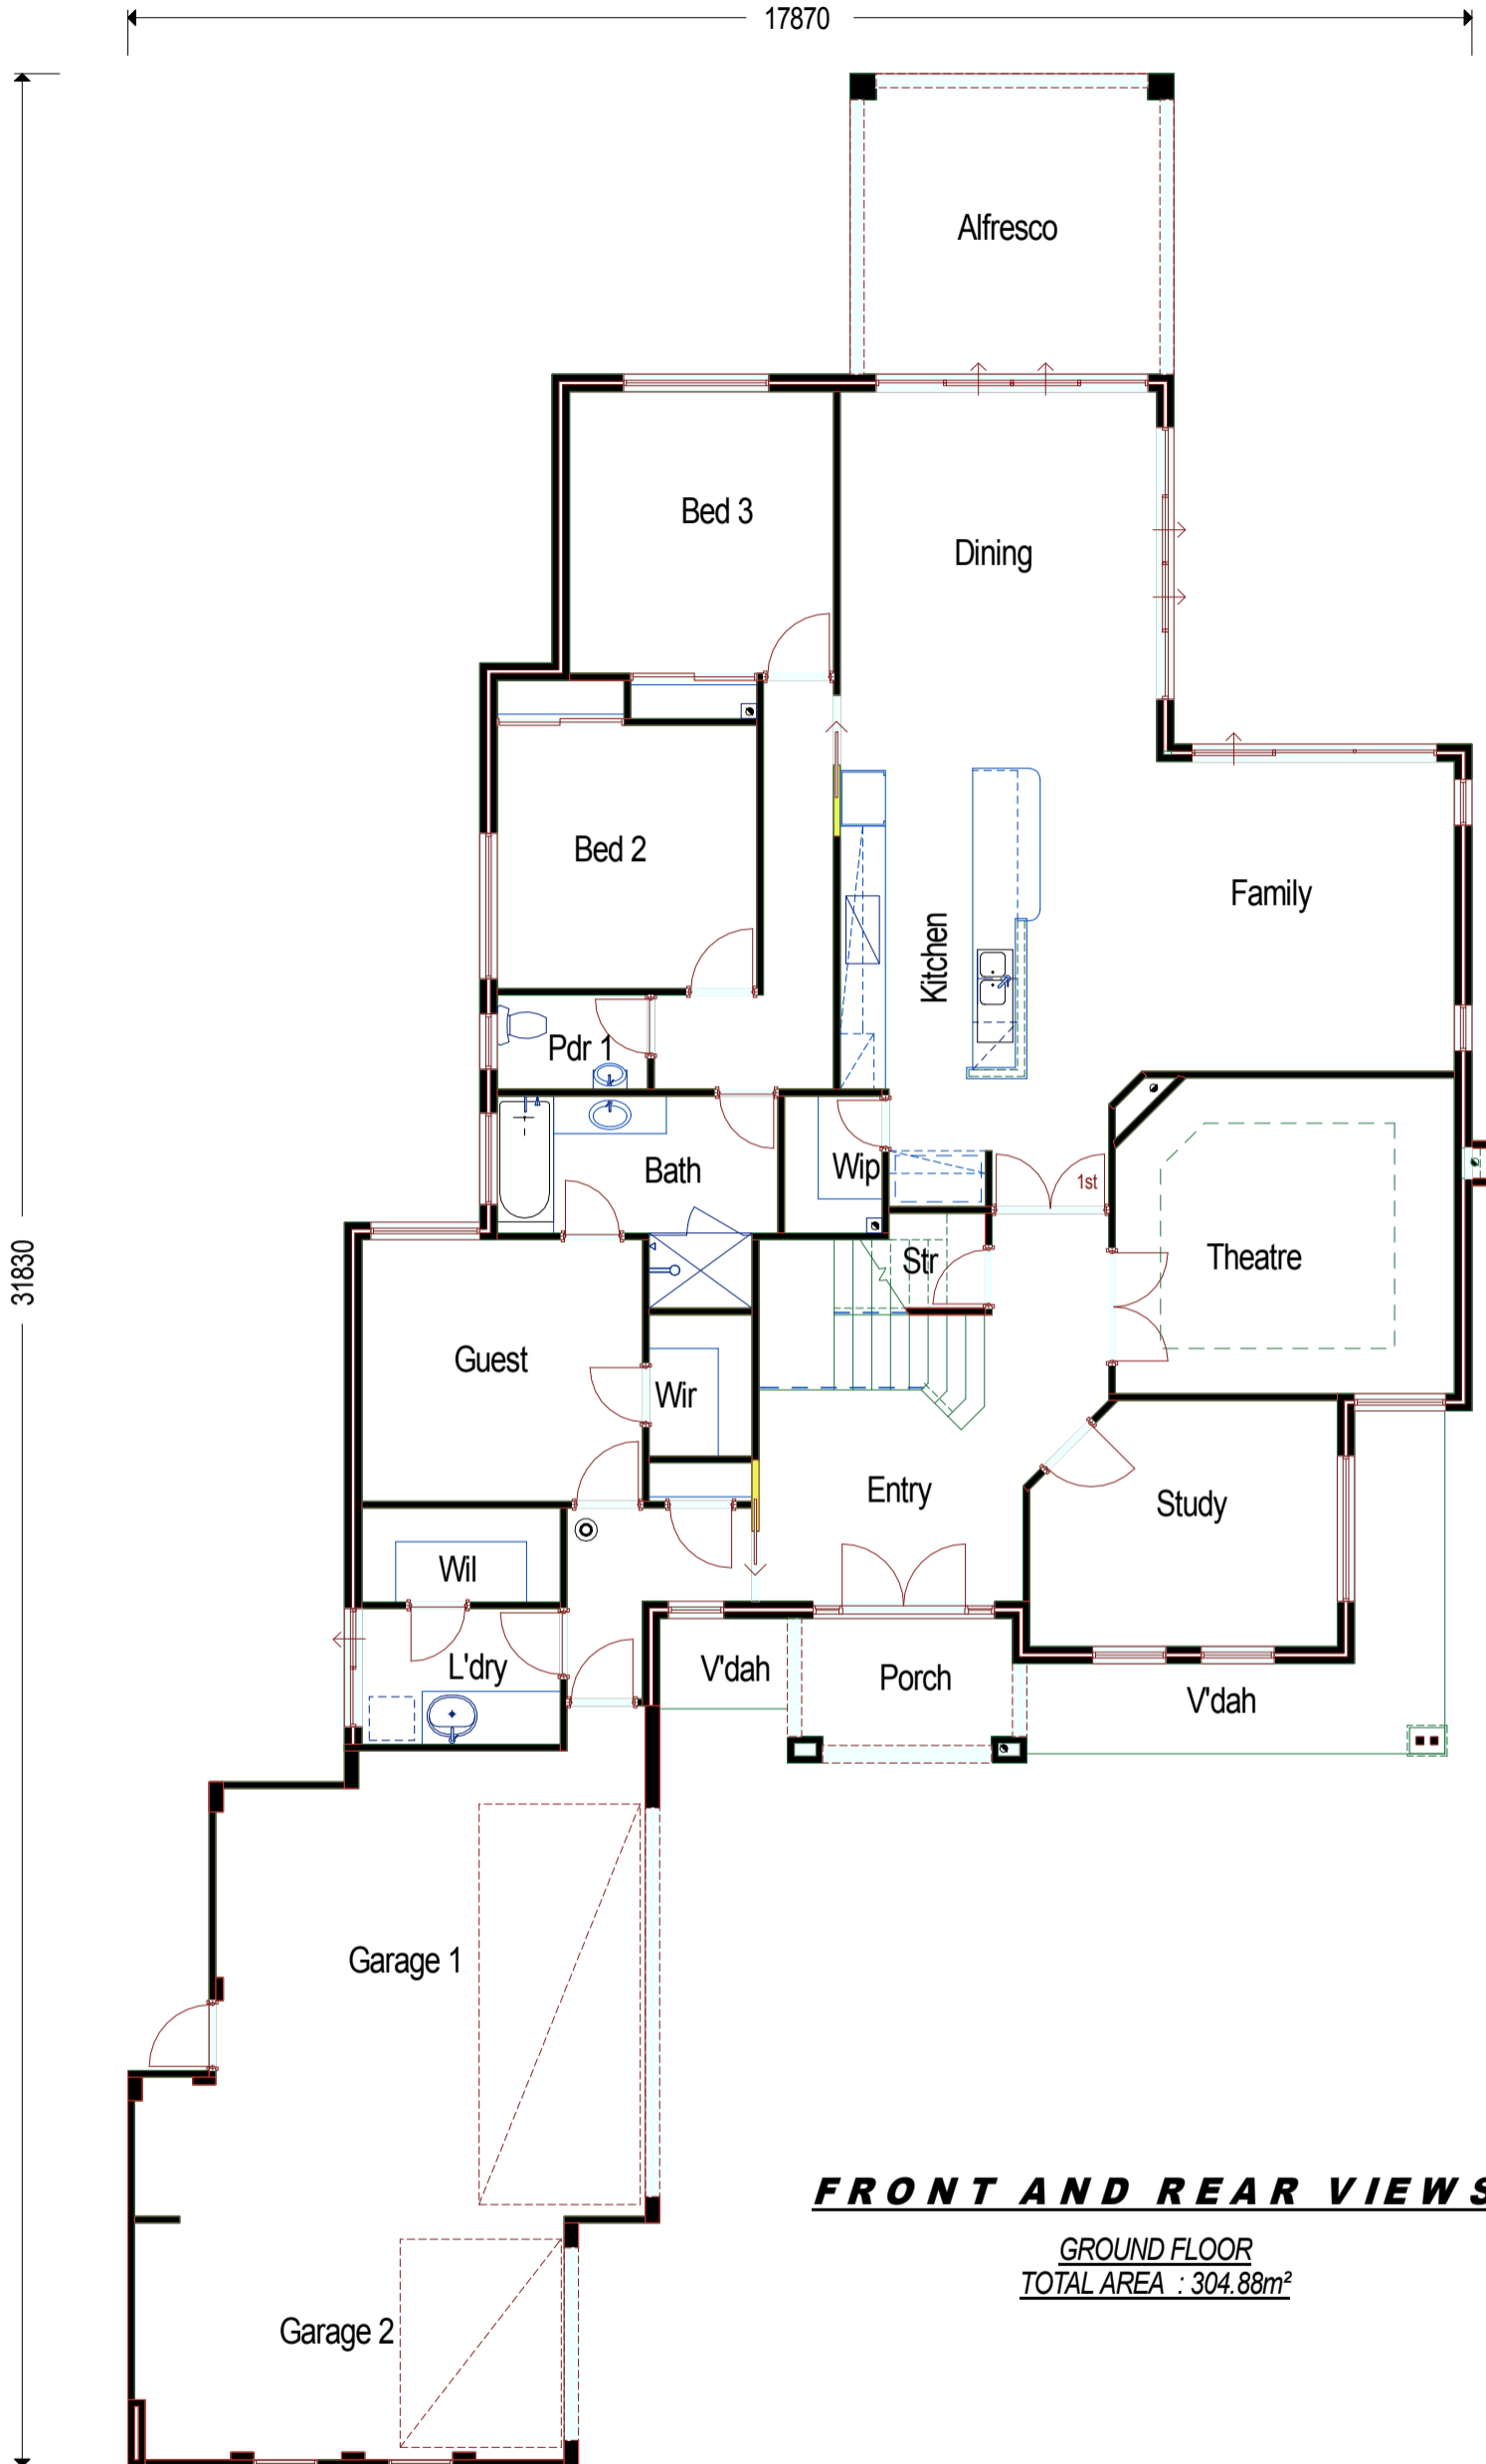 17870
Alfresco
Bed 3
Dining
Bed 2
Family
Kitchen
Pdr 1
Bath
Wip
1st
Str
Theatre
31830
Guest
Wir
Entry
Study
Wil
L'dry
V'dah
Porch
V'dah
Garage 1
FRONT AND REAR VIEWS
GROUND FLOOR
TOTAL AREA : 304.88m²
Garage 2